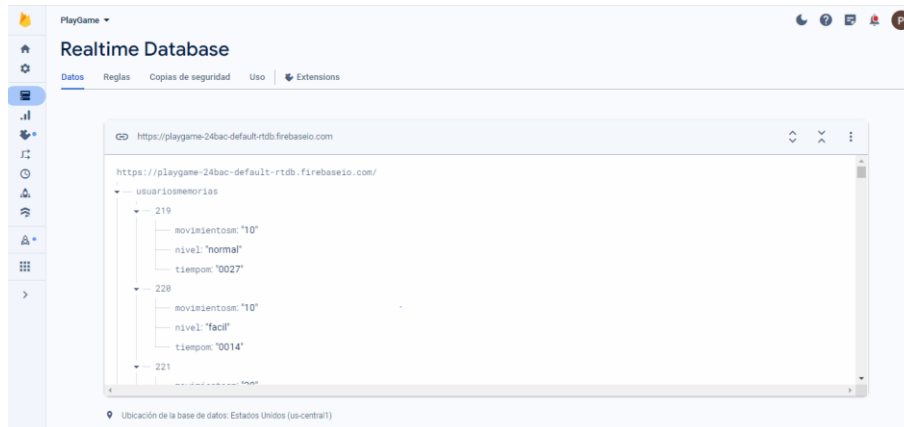 PlayGame
P
Realtime Database
Datos Reglas Copias de seguridad Uso Extensions
https://playgame-24bac-default-rtdb.firebaseio.com
https://playgame-24bac-default-rtdb.firebaseio.com/
usuariosmemorias
219
movimientosm: "10"
nivel: "normal"
tiempom: "0027"
220
movimientosm: "10"
nivel: "facil"
tiempom: "0014"
221
Ubicación de la base de datos: Estados Unidos (us-central1)